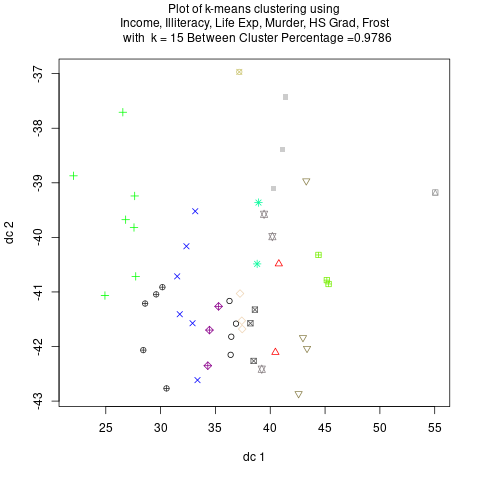 Plot of k-means clustering using
Income, Illiteracy, Life Exp, Murder, HS Grad, Frost
with k = 15 Between Cluster Percentage =0.9786
-37
-38
-39
-40
-41
-42
-43
dc 2
25 30 35 40 45 50 55
dc 1